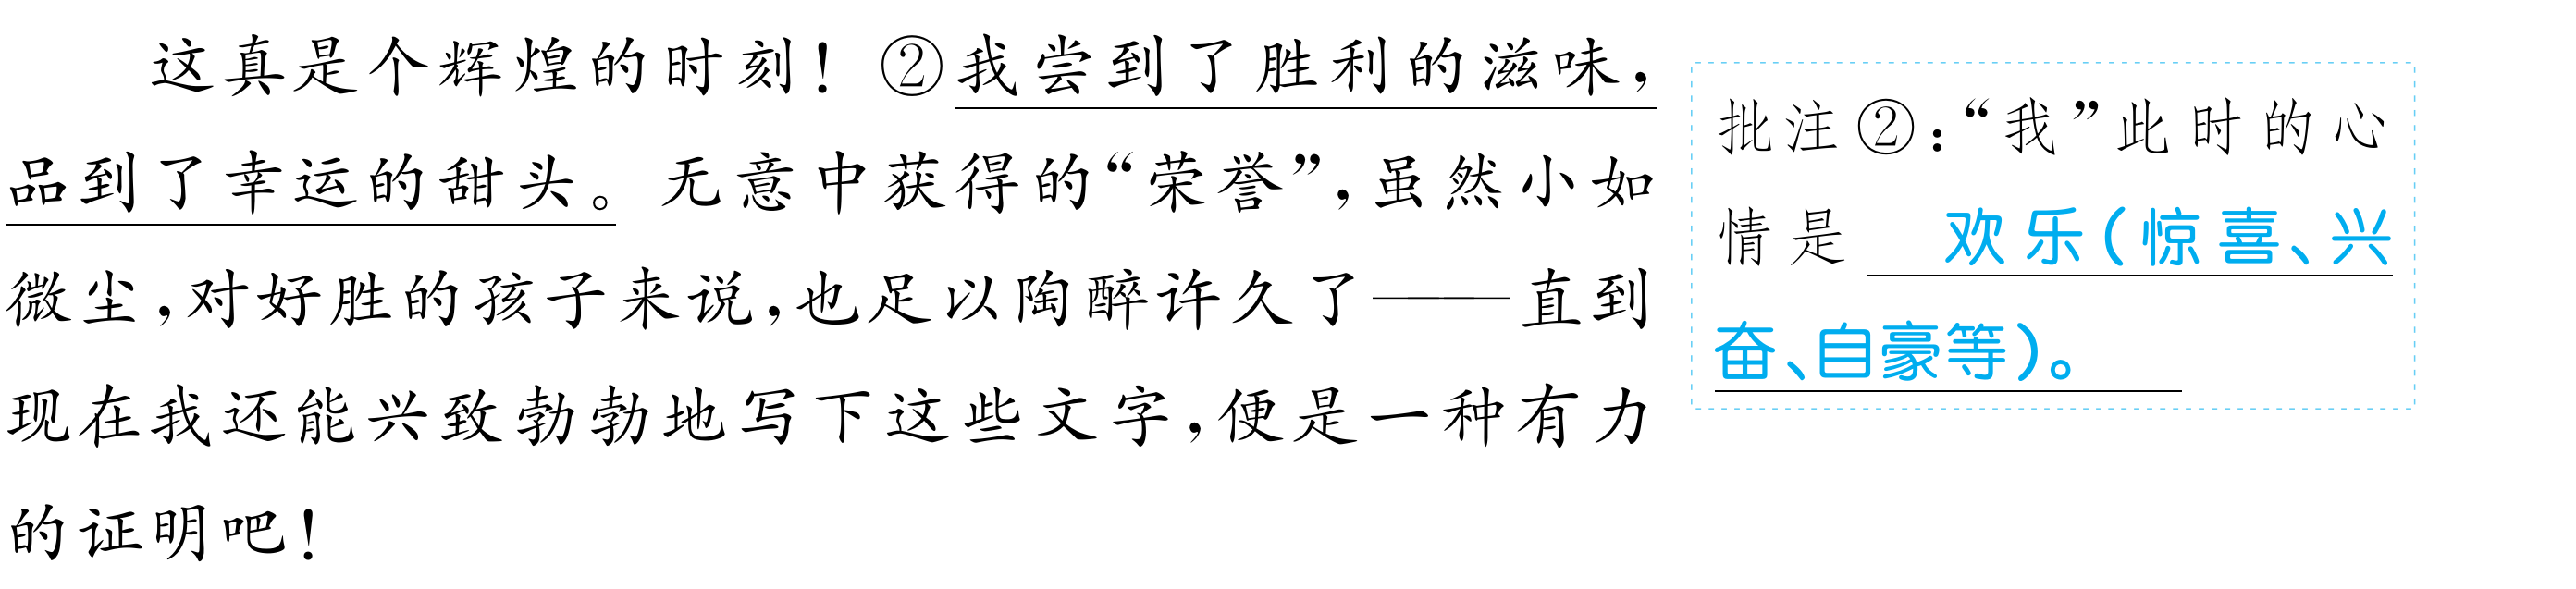 这真是个辉煌的时刻！②我尝到了胜利的滋味，
品到了幸运的甜头。无意中获得的“荣誉”，虽然小如
微尘，对好胜的孩子来说，也足以陶醉许久了——直到
现在我还能兴致勃勃地写下这些文字，便是一种有力
的证明吧！
批注②：“我”此时的心
情是 欢乐（惊喜、兴
奋、自豪等）。